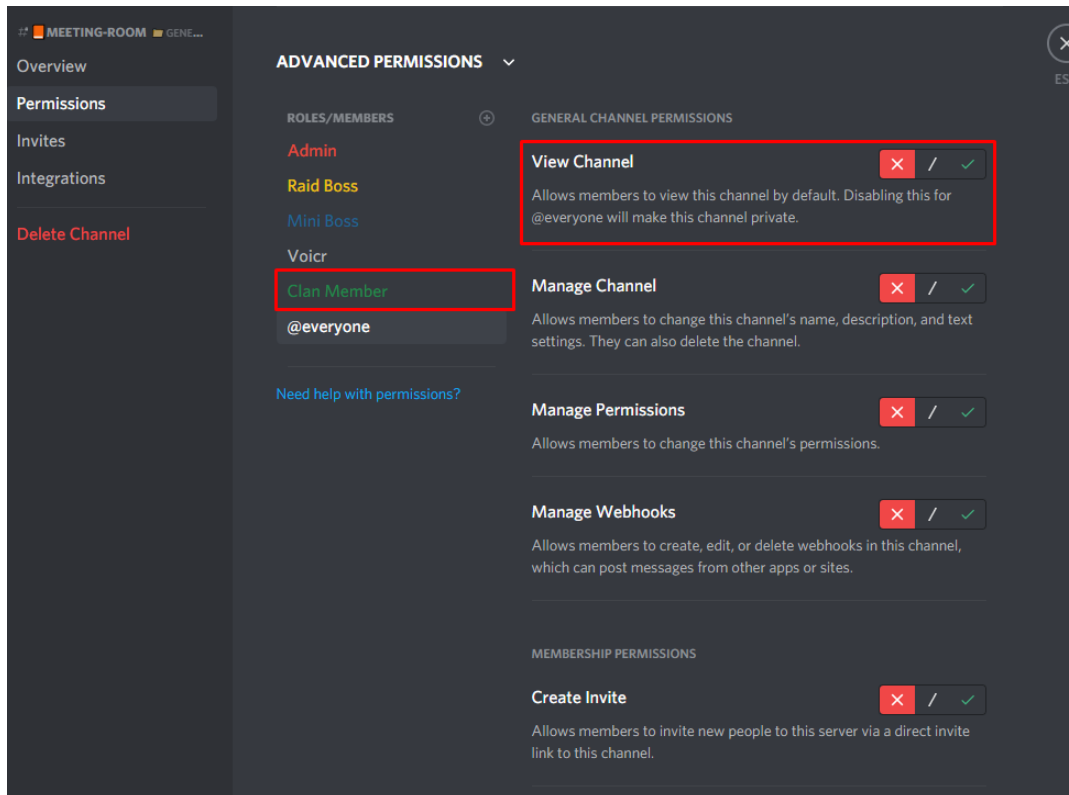 MEETING-ROOM GENE...
Overview
Permissions
Invites
Integrations
Delete Channel
ADVANCED PERMISSIONS
ROLES/MEMBERS
Admin
Raid Boss
Mini Boss
Voicr
Clan Member
@everyone
Need help with permissions?
GENERAL CHANNEL PERMISSIONS
View Channel
Allows members to view this channel by default. Disabling this for
@everyone will make this channel private.
Manage Channel
Allows members to change this channel's name, description, and text
settings. They can also delete the channel.
Manage Permissions
Allows members to change this channel's permissions.
Manage Webhooks
Allows members to create, edit, or delete webhooks in this channel,
which can post messages from other apps or sites.
MEMBERSHIP PERMISSIONS
Create Invite
Allows members to invite new people to this server via a direct invite
link to this channel.
ES